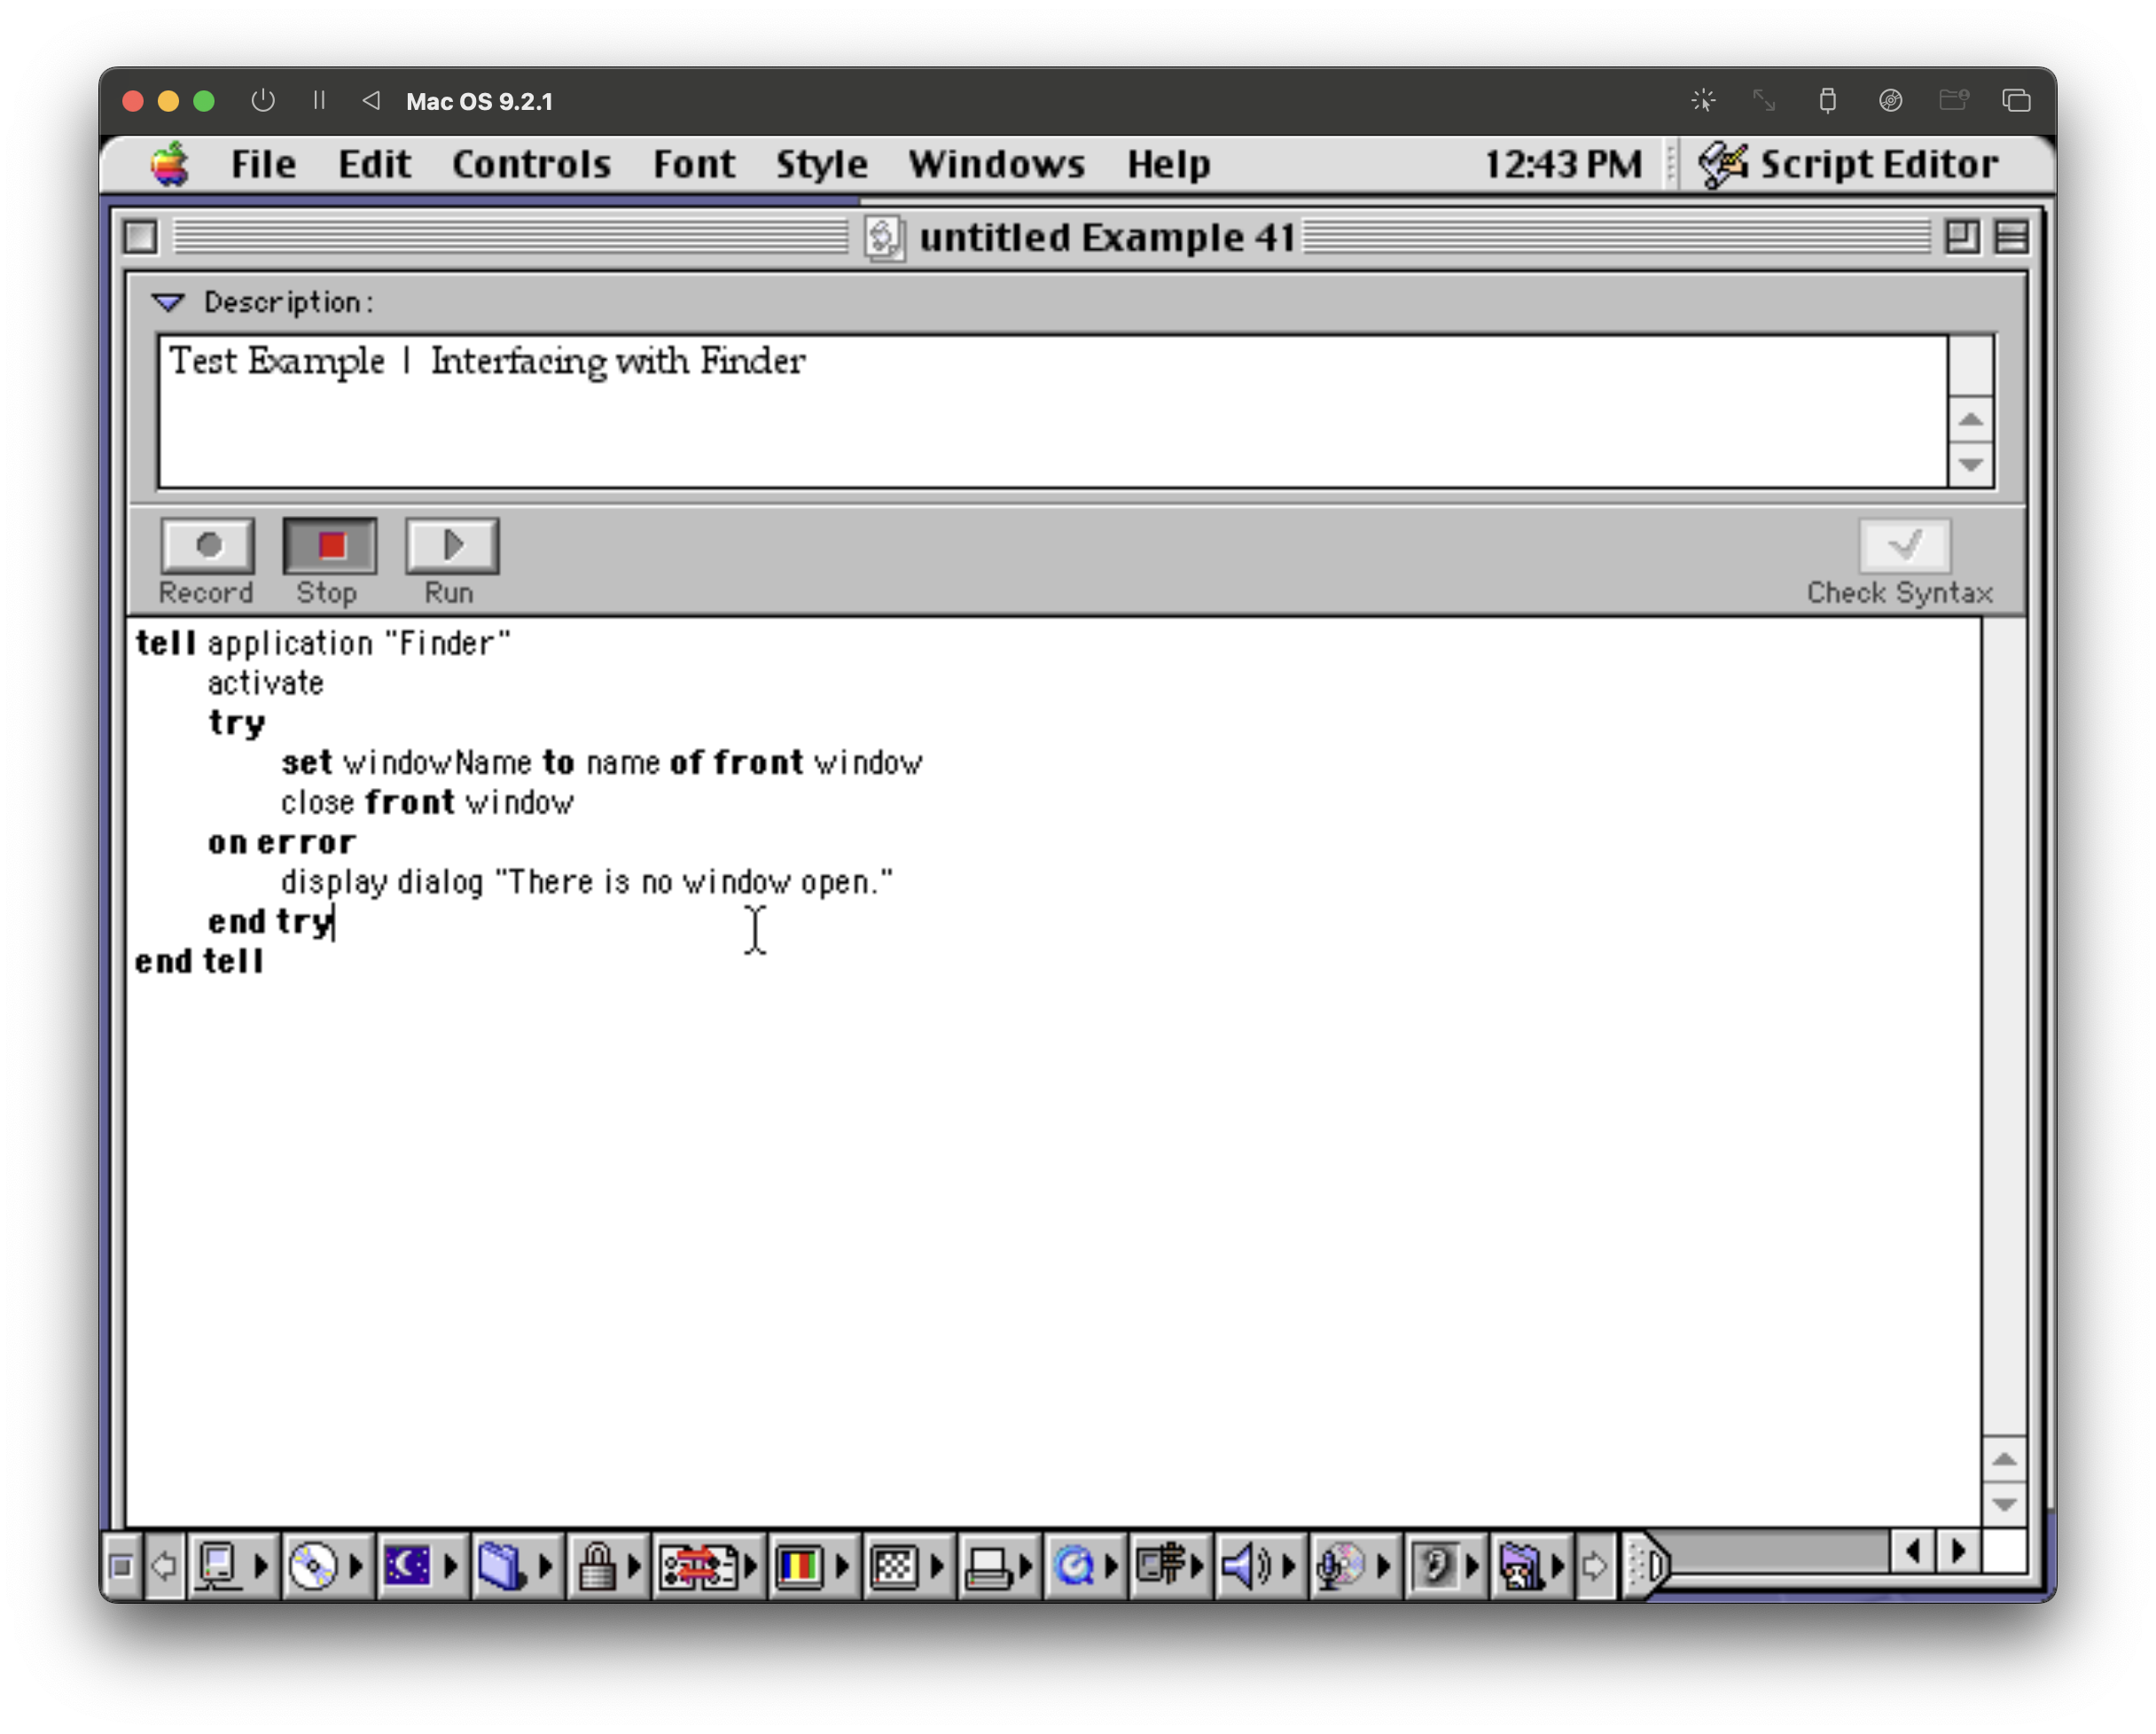 Mac OS 9.2.1
File Edit Controls Font Style Windows Help 12:43 PM Script Editor
untitled Example 41
Description:
Test Example | Interfacing with Finder
Record Stop Run Check Syntax
tell application "Finder"
activate
try
set windowName to name of front window
close front window
on error
display dialog "There is no window open."
end try
end tell